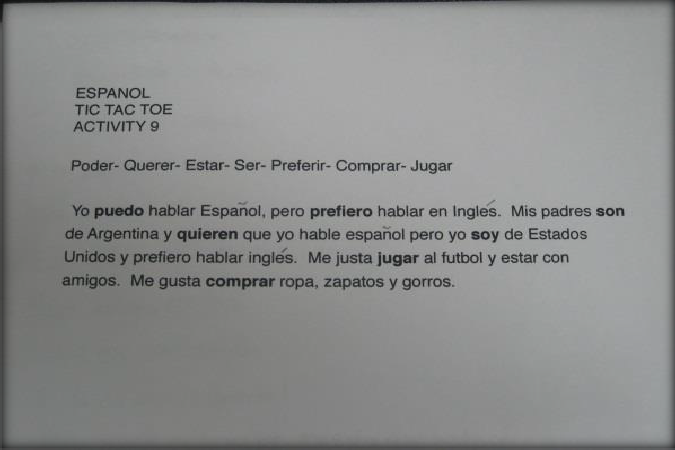 ESPANOL
TIC TAC TOE
ACTIVITY 9
Poder- Querer- Estar- Ser- Preferir- Comprar- Jugar
Yo puedo hablar Español, pero prefiero hablar en Inglés. Mis padres son
de Argentina y quieren que yo hable español pero yo soy de Estados
Unidos y prefiero hablar inglés. Me justa jugar al futbol y estar con
amigos. Me gusta comprar ropa, zapatos y gorros.